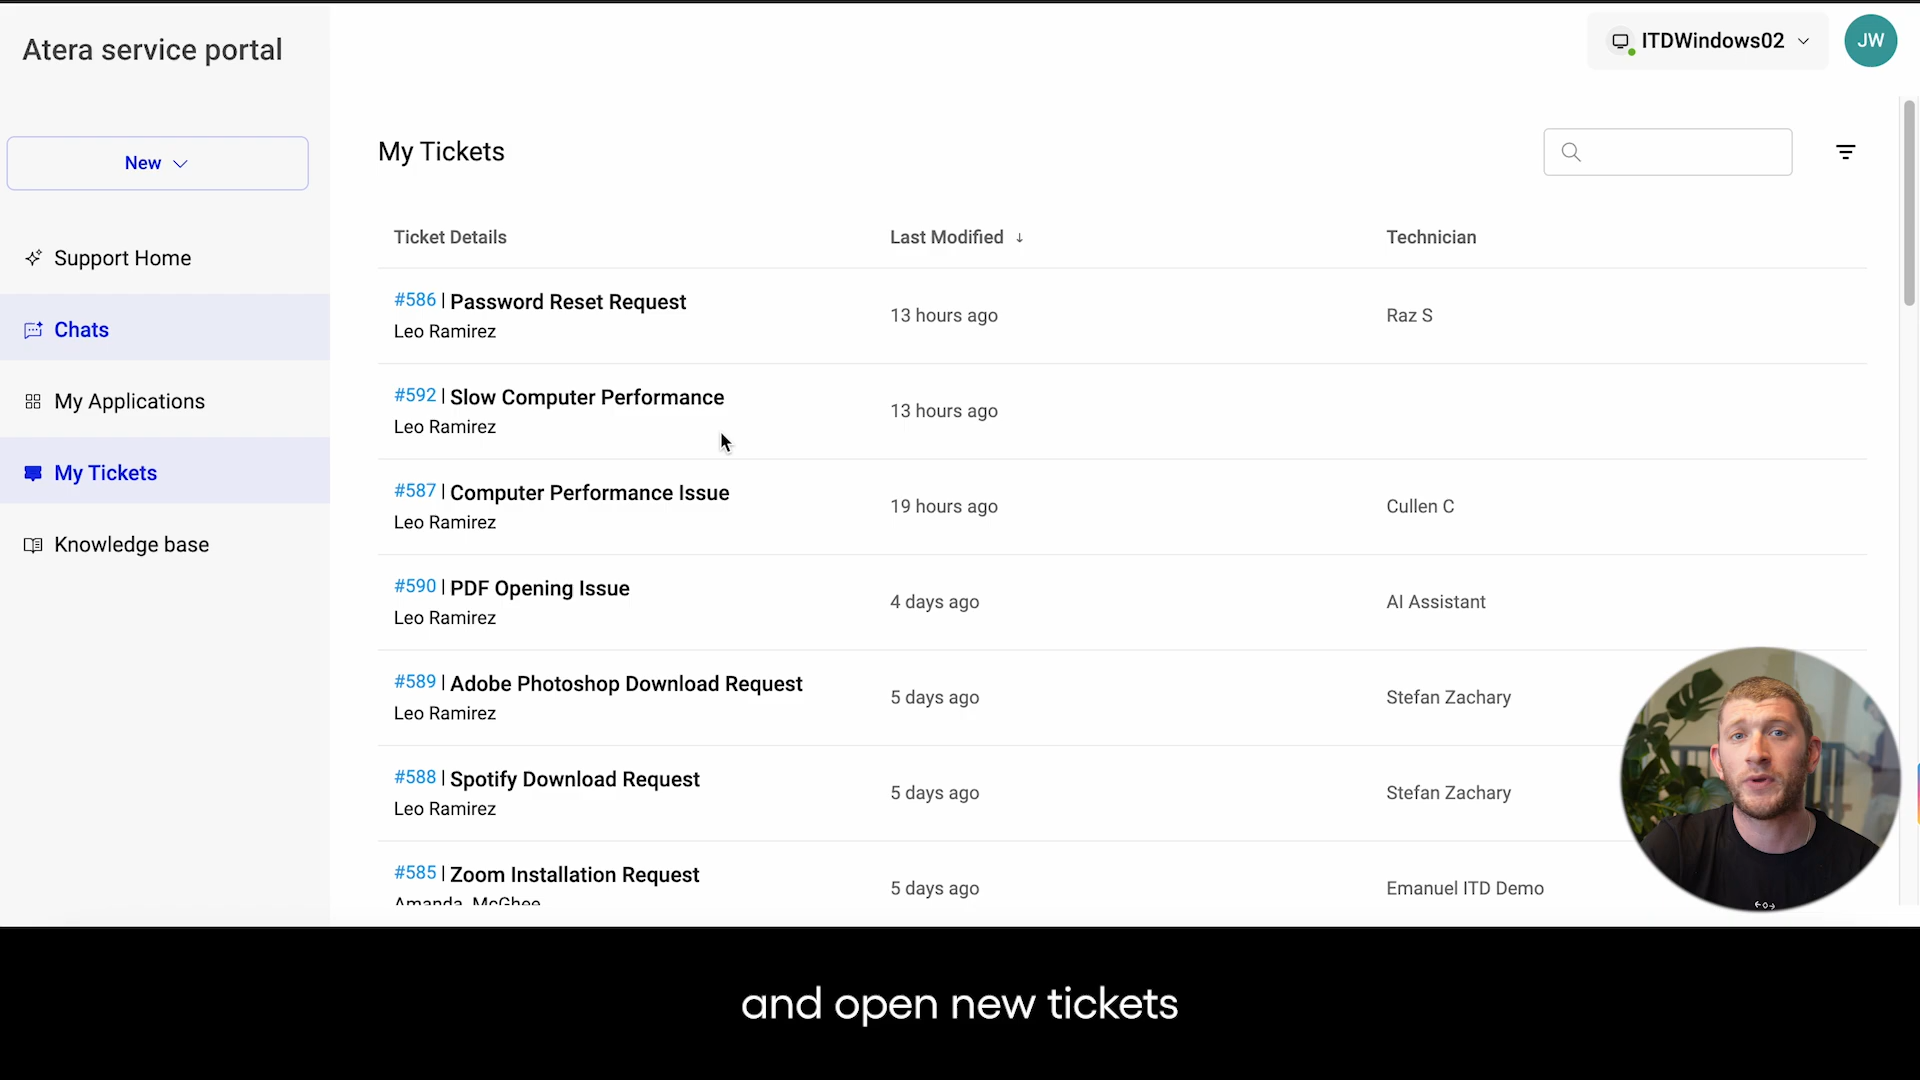 Atera service portal
ITDWindows02
JW
New
My Tickets
Support Home
Chats
My Applications
My Tickets
Knowledge base
Ticket Details
Last Modified ↓
Technician
#586 | Password Reset Request
Leo Ramirez
13 hours ago
Raz S
#592 | Slow Computer Performance
Leo Ramirez
13 hours ago
#587 | Computer Performance Issue
Leo Ramirez
19 hours ago
Cullen C
#590 | PDF Opening Issue
Leo Ramirez
4 days ago
AI Assistant
#589 | Adobe Photoshop Download Request
Leo Ramirez
5 days ago
Stefan Zachary
#588 | Spotify Download Request
Leo Ramirez
5 days ago
Stefan Zachary
#585 | Zoom Installation Request
Amanda McGhee
5 days ago
Emanuel ITD Demo
and open new tickets